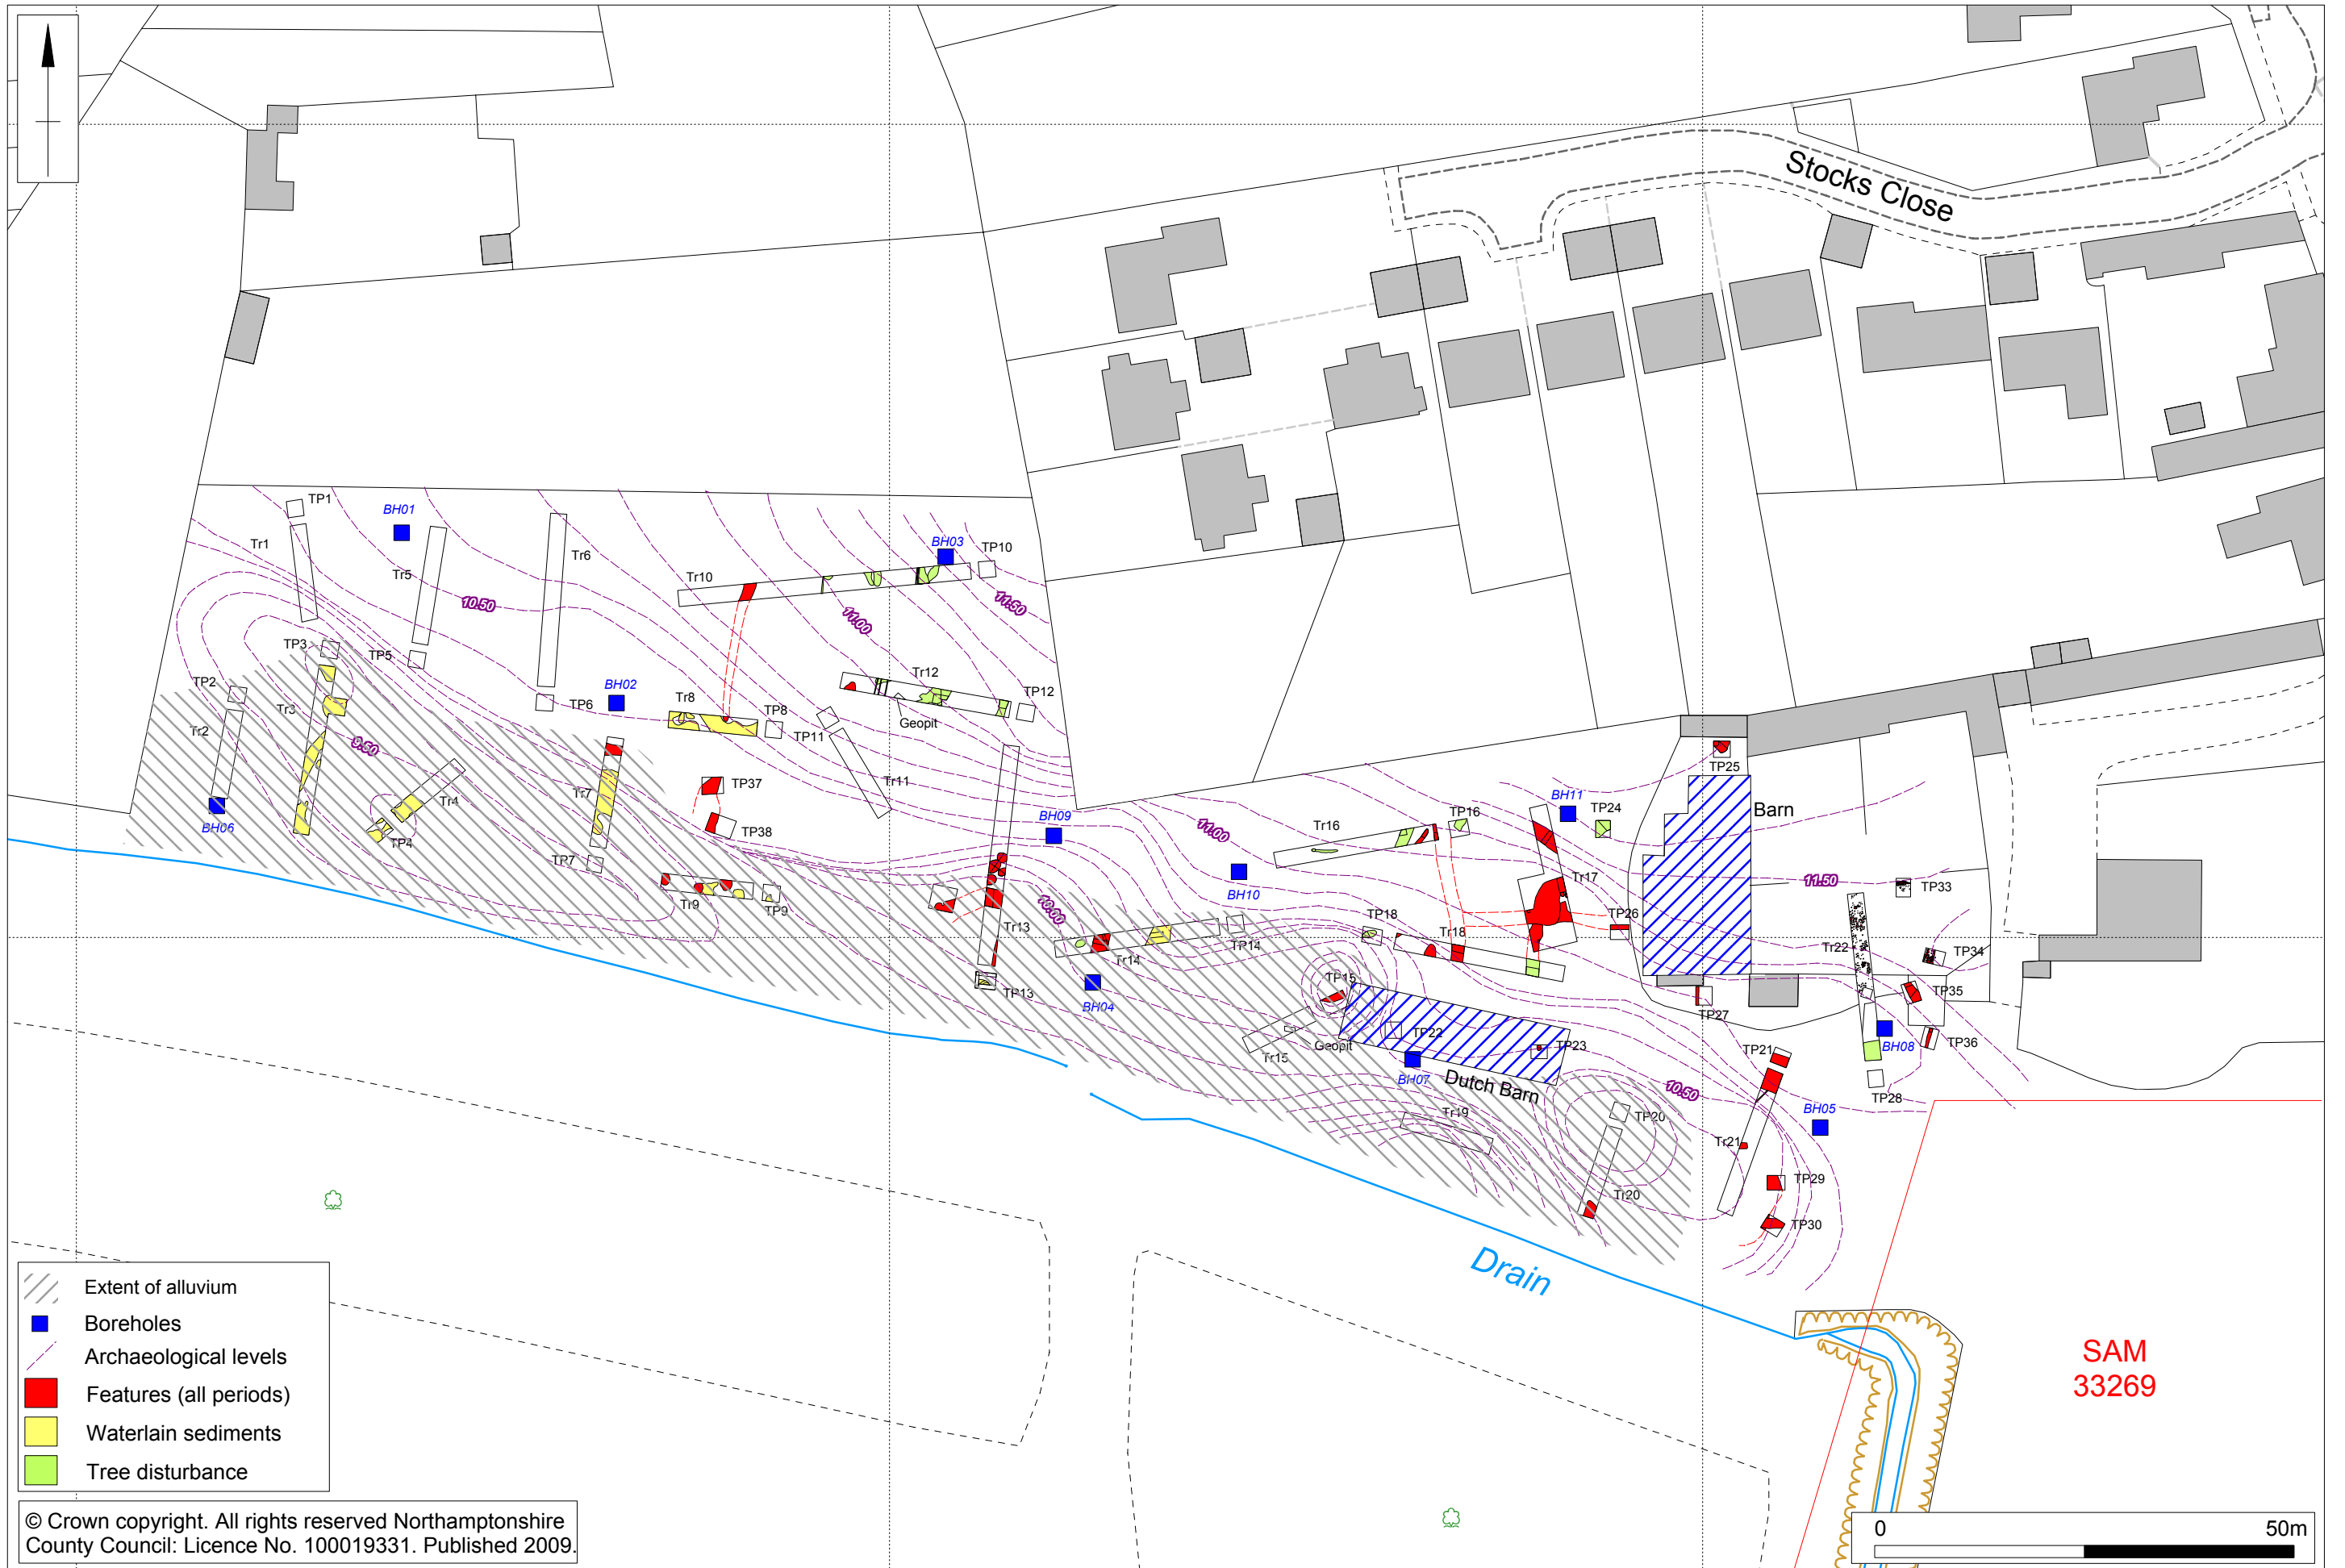 Stocks Close
TP1
BH01
Tr1
Tr5
Tr6
10.50
TP3
TP5
TP2
Tr2
Tr3
9.50
BH06
Tr4
TP4
TP6
BH02
Tr8
TP8
Tr7
TP7
TP37
TP38
Tr9
TP9
Tr10
BH03
TP10
11.50
11.00
Tr12
TP12
Geopit
TP11
Tr11
BH09
Tr13
TP13
10.00
Tr14
TP14
BH04
11.00
BH10
Tr16
TP16
BH11
TP24
TP25
Barn
Tr17
TP26
TP18
Tr18
TP15
Tr15
Geopit
TP22
TP23
BH07
Dutch Barn
Tr19
TP20
Tr20
10.50
TP27
TP21
Tr21
BH05
TP29
TP30
11.50
TP33
Tr22
TP34
TP35
BH08
TP36
TP28
Drain
SAM
33269
Extent of alluvium
Boreholes
Archaeological levels
Features (all periods)
Waterlain sediments
Tree disturbance
© Crown copyright. All rights reserved Northamptonshire
County Council: Licence No. 100019331. Published 2009.
0 50m